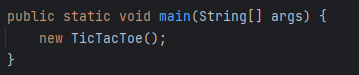 public static void main(String[] args) {
    new TicTacToe();
}